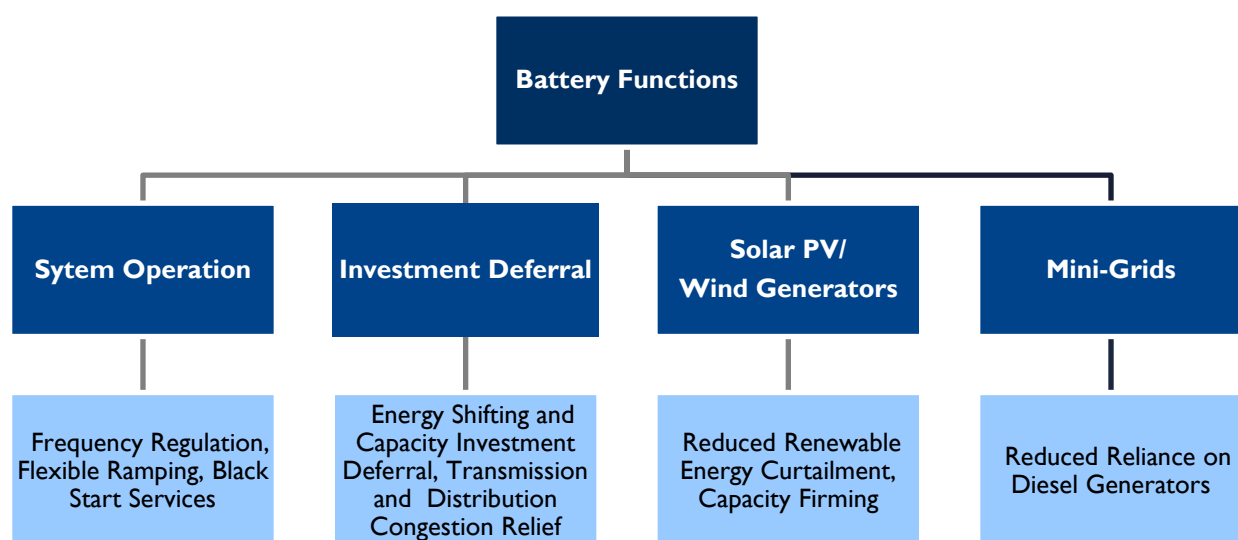 Battery Functions
Sytem Operation
Investment Deferral
Solar PV/
Wind Generators
Mini-Grids
Frequency Regulation,
Flexible Ramping, Black
Start Services
Energy Shifting and
Capacity Investment
Deferral, Transmission
and Distribution
Congestion Relief
Reduced Renewable
Energy Curtailment,
Capacity Firming
Reduced Reliance on
Diesel Generators